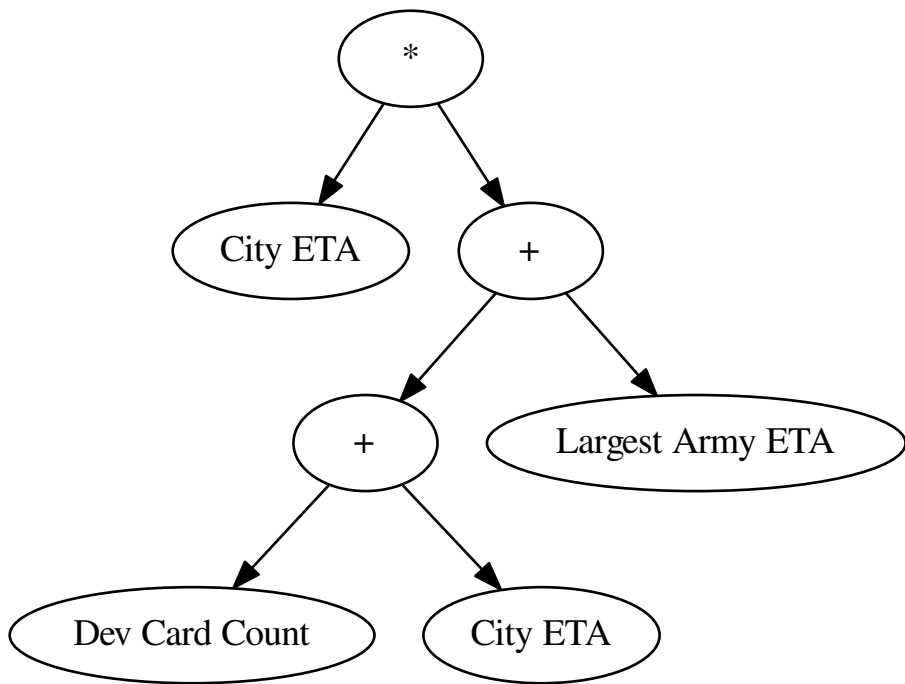 *
City ETA
+
+
Largest Army ETA
Dev Card Count
City ETA